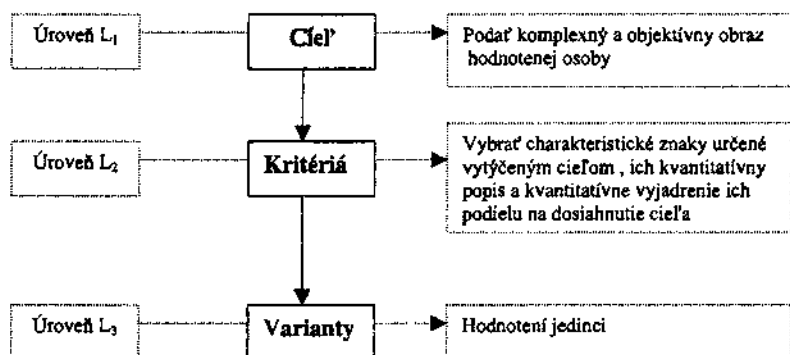 Úroveň L₁
Cieľ
Podať komplexný a objektívny obraz
hodnotenej osoby
Úroveň L₂
Kritériá
Vybrať charakteristické znaky určené
vytýčeným cieľom , ich kvantitatívny
popis a kvantitatívne vyjadrenie ich
podielu na dosiahnutie cieľa
Úroveň L₃
Varianty
Hodnotení jedinci